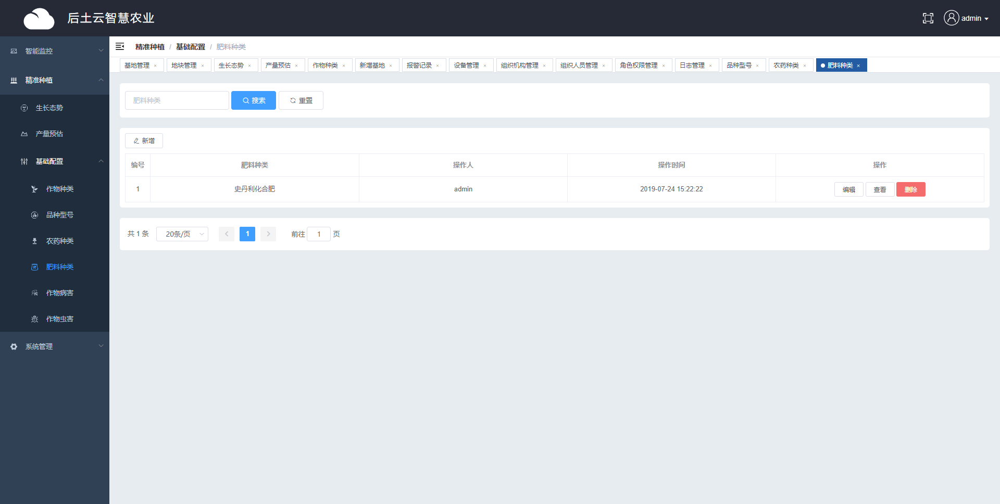 后土云智慧农业
admin
智能监控
精准种植
生长态势
产量预估
基础配置
作物种类
品种型号
农药种类
肥料种类
作物病害
作物虫害
系统管理
精准种植 / 基础配置 / 肥料种类
基地管理 × 地块管理 × 生长态势 × 产量预估 × 作物种类 × 新增基地 × 报警记录 × 设备管理 × 组织机构管理 × 组织人员管理 × 角色权限管理 × 日志管理 × 品种型号 × 农药种类 × 肥料种类 ×
肥料种类 搜索 重置
新增
编号 肥料种类 操作人 操作时间 操作
1 史丹利化合肥 admin 2019-07-24 15:22:22 编辑 查看 删除
共 1 条 20条/页 1 前往 1 页